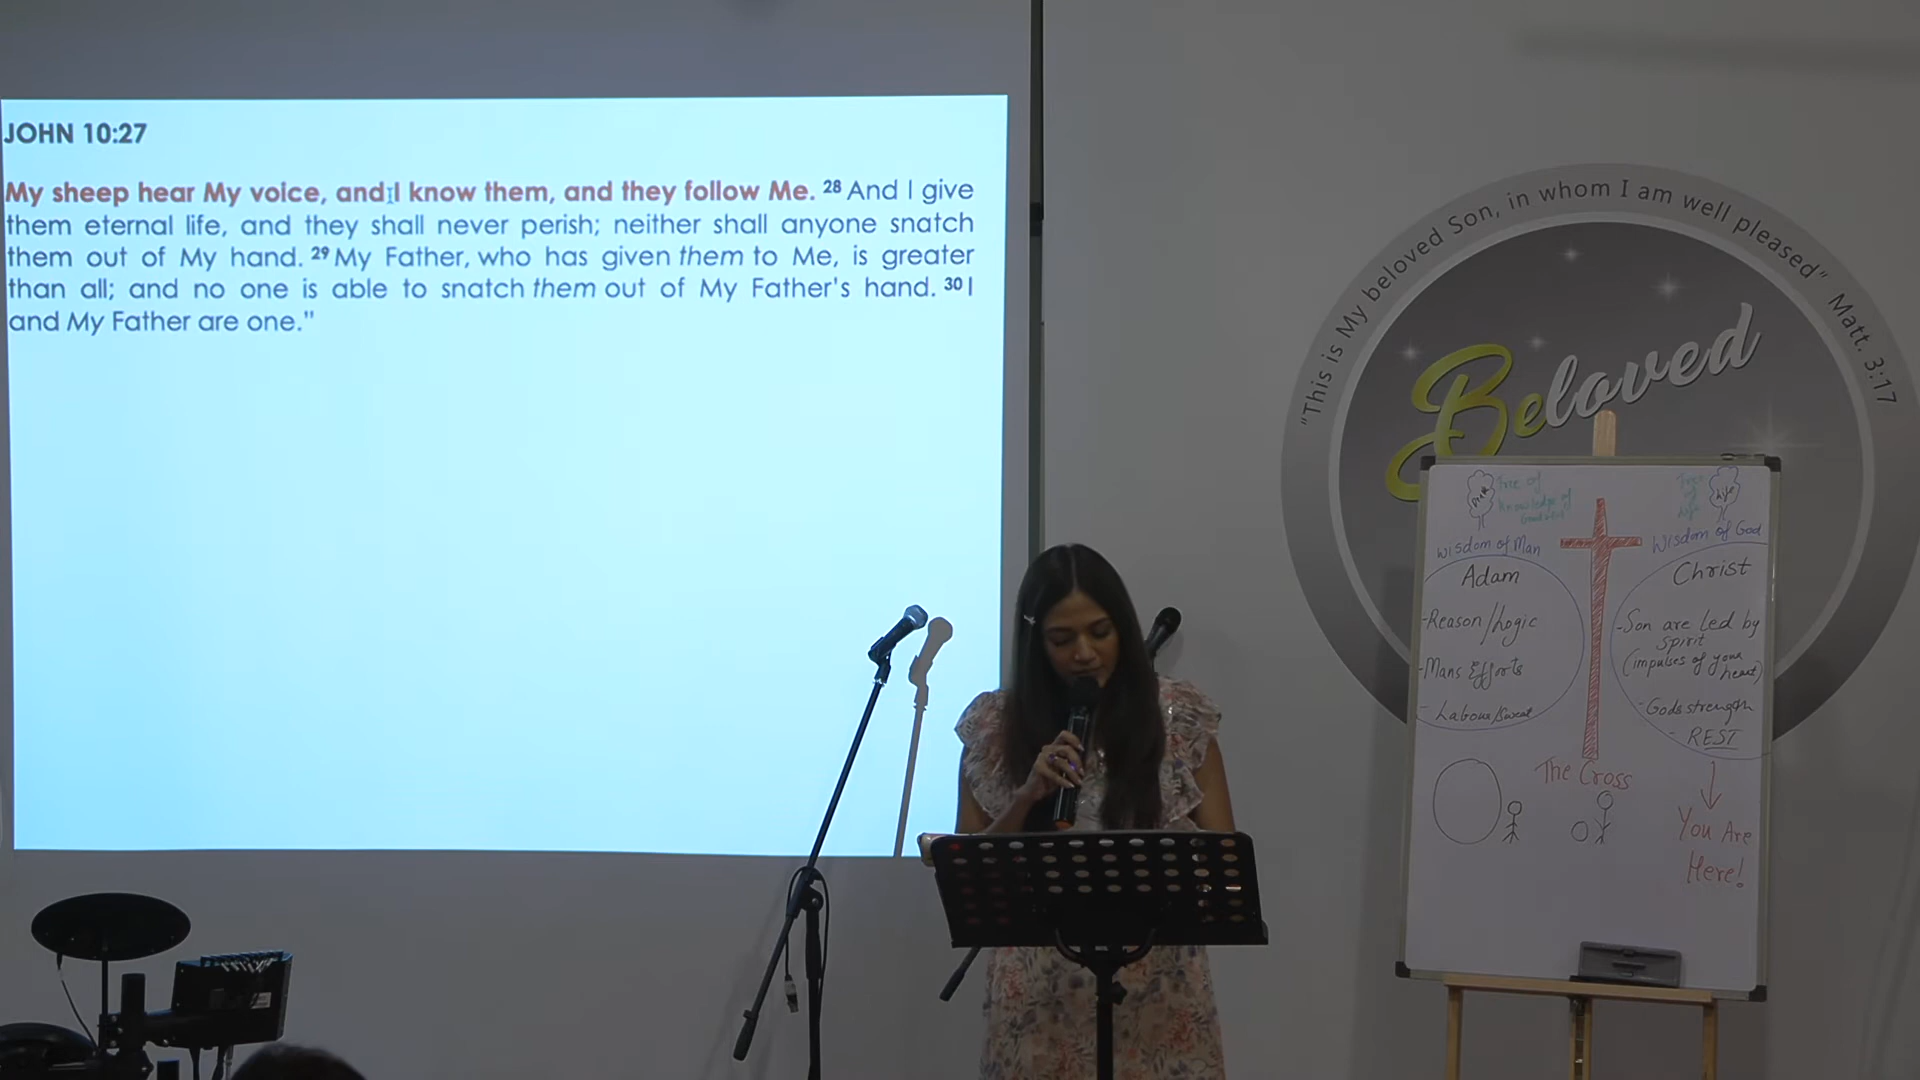 JOHN 10:27
My sheep hear My voice, and I know them, and they follow Me. 28 And I give
them eternal life, and they shall never perish; neither shall anyone snatch
them out of My hand. 29 My Father, who has given them to Me, is greater
than all; and no one is able to snatch them out of My Father's hand. 30 I
and My Father are one."
"This is My beloved Son, in whom I am well pleased" Matt. 3:17
Beloved
Tree of
Knowledge of
Tree
of
Life
Life
Wisdom of Man
Wisdom of God
Adam
Christ
-Reason/Logic
-Son are led by
spirit
(impulses of your
heart)
-Mans Efforts
-Gods strength
- Labour/Sweat
- REST
The Cross
You Are
Here!